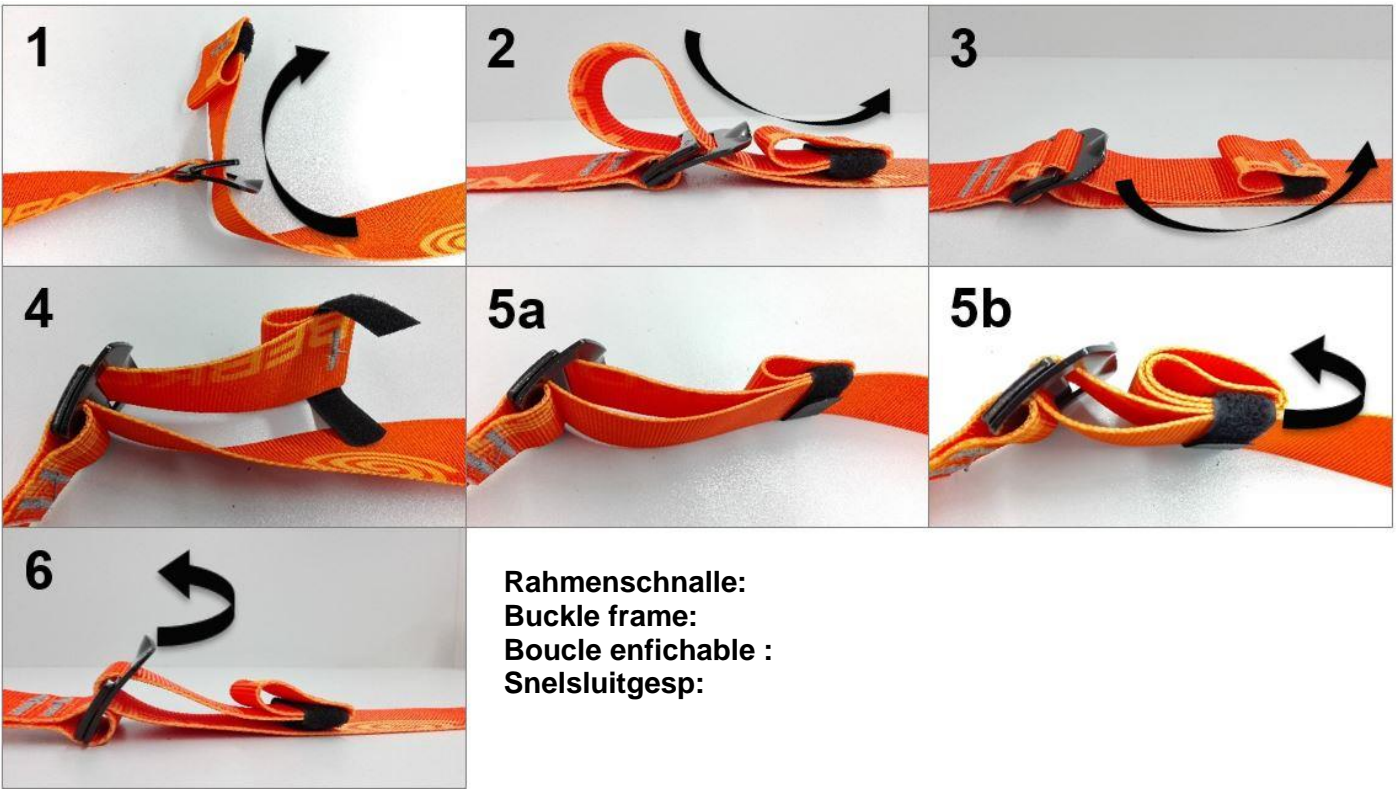 1
2
3
4
5a
5b
6
Rahmenschnalle:
Buckle frame:
Boucle enfichable :
Snelsluitgesp: